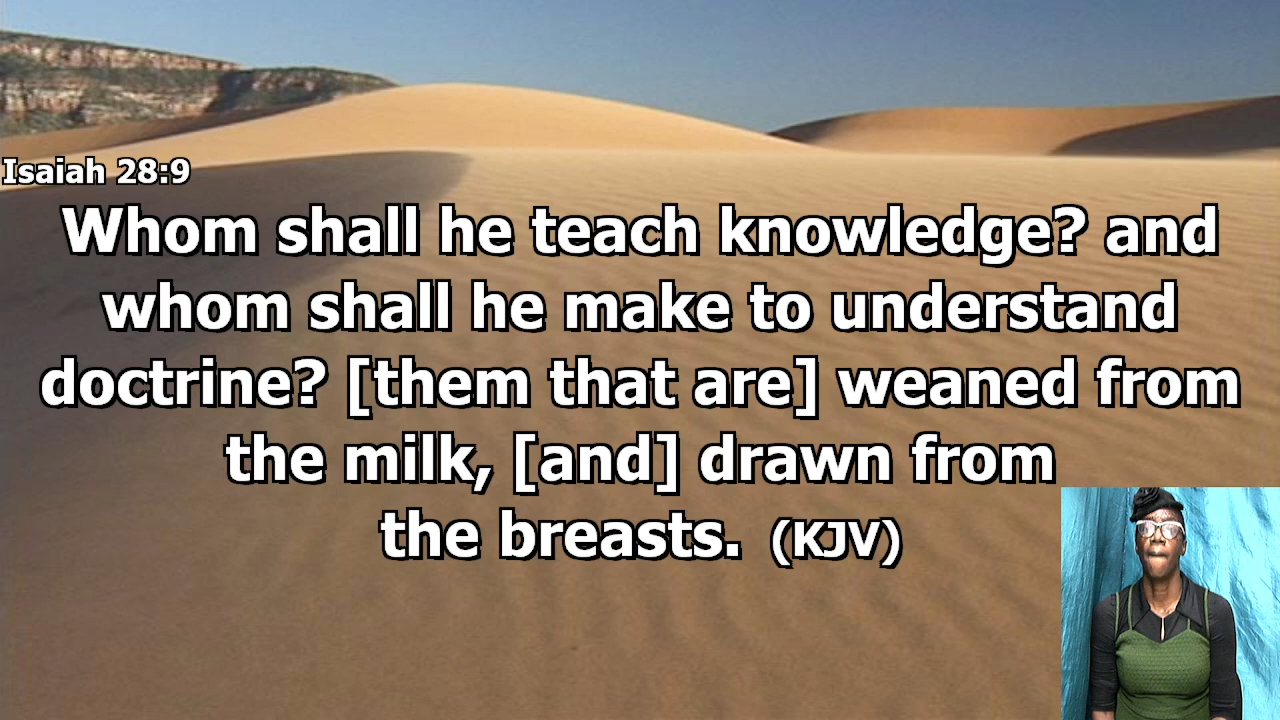 Isaiah 28:9
Whom shall he teach knowledge? and
whom shall he make to understand
doctrine? [them that are] weaned from
the milk, [and] drawn from
the breasts. (KJV)